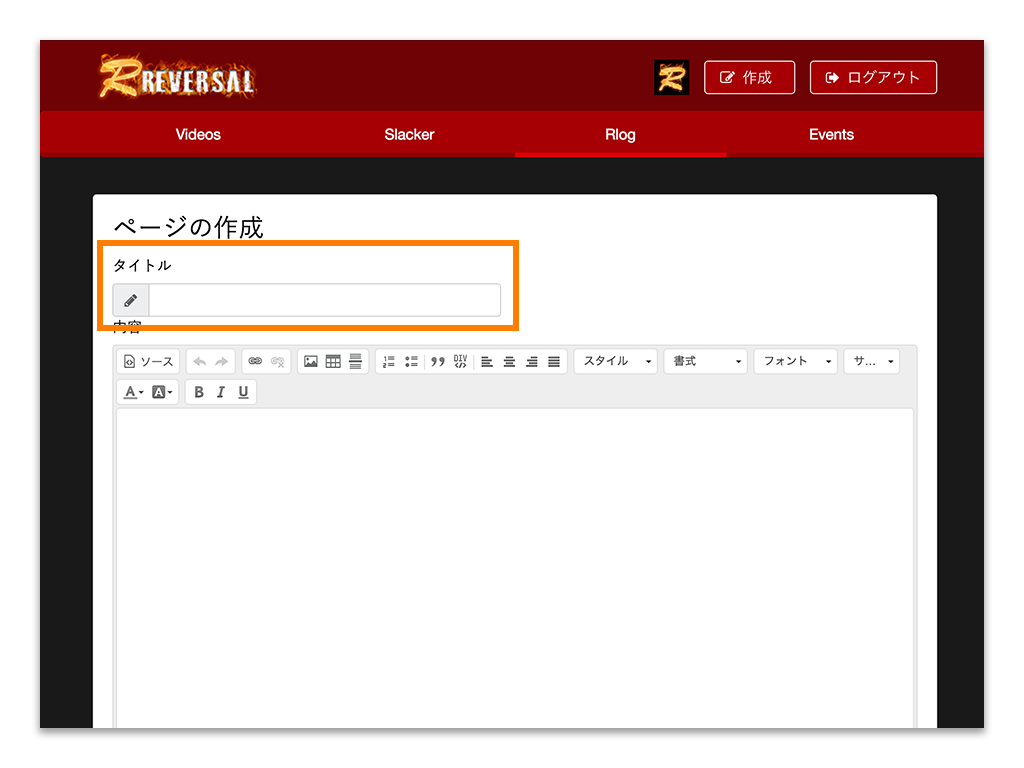 REVERSAL
R
作成
ログアウト
Videos
Slacker
Rlog
Events
ページの作成
タイトル
内容
ソース
DIV
スタイル
書式
フォント
サ...
A
A
B I U